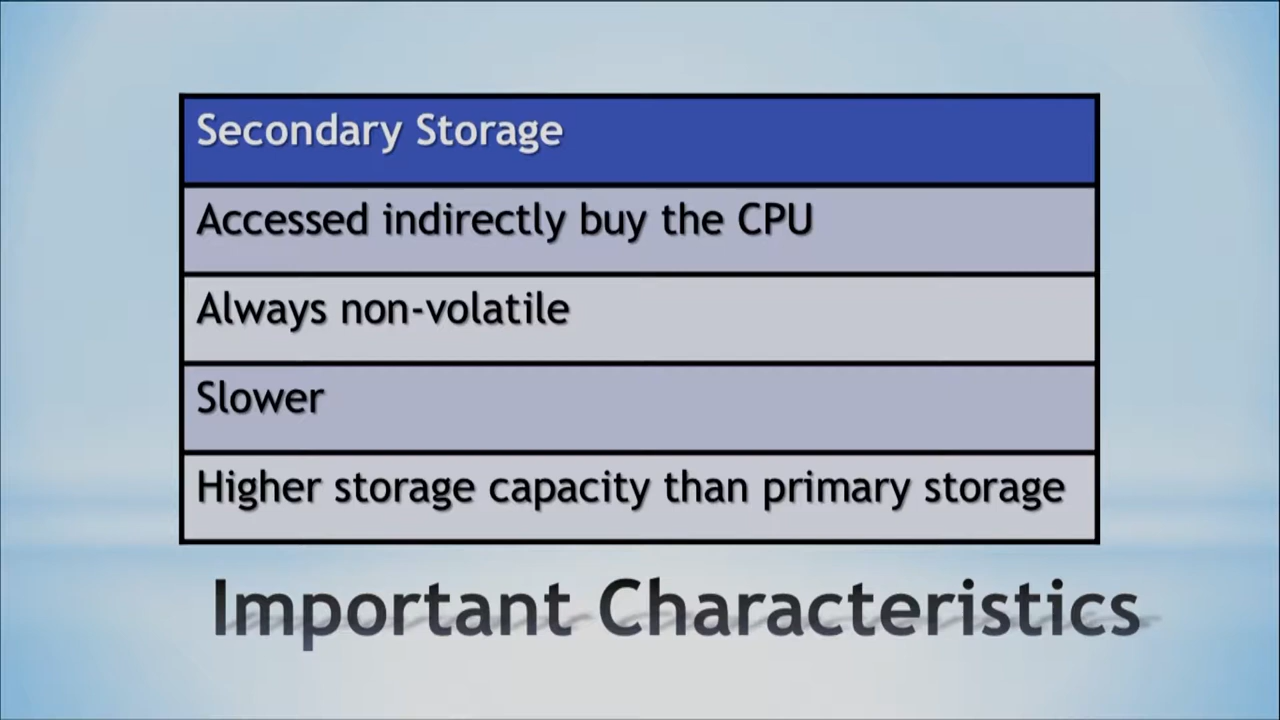 Secondary Storage
Accessed indirectly buy the CPU
Always non-volatile
Slower
Higher storage capacity than primary storage
Important Characteristics